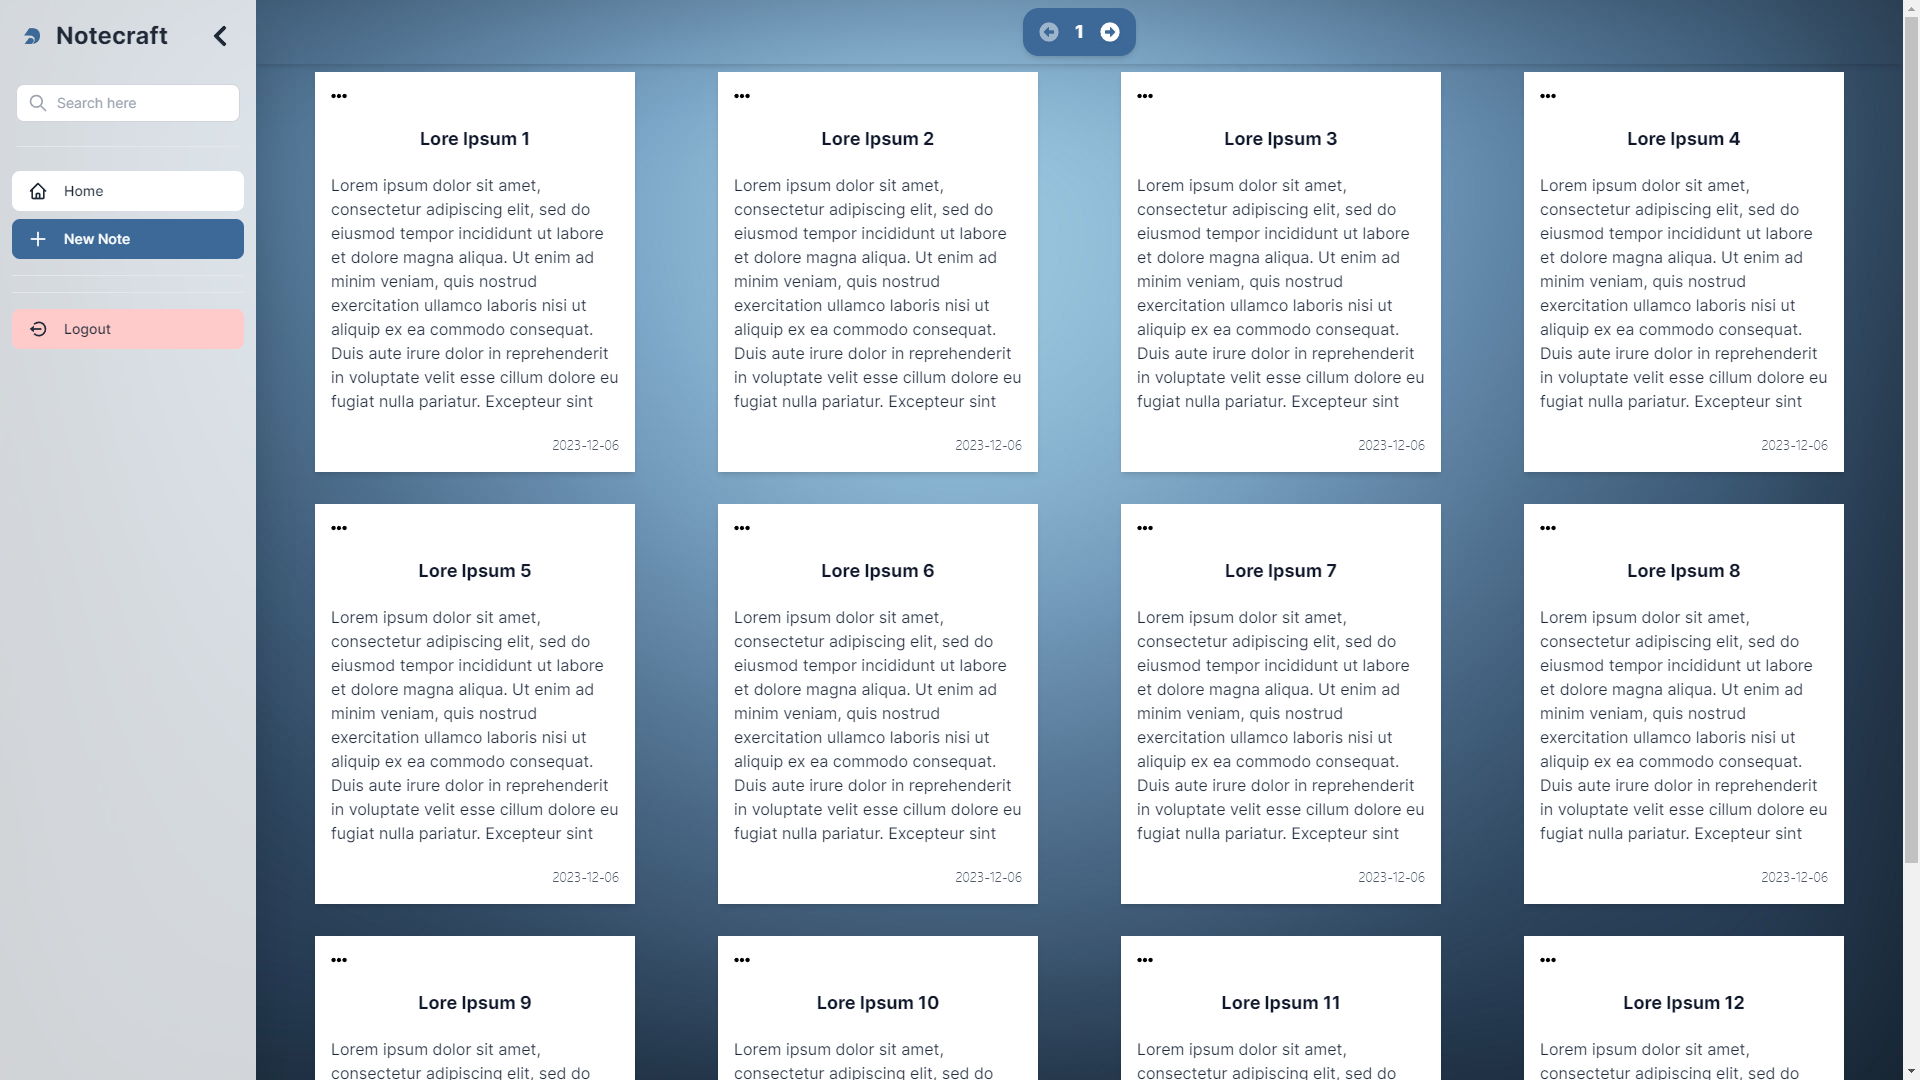 Notecraft
Search here
Home
New Note
Logout
1
Lore Ipsum 1
Lorem ipsum dolor sit amet,
consectetur adipiscing elit, sed do
eiusmod tempor incididunt ut labore
et dolore magna aliqua. Ut enim ad
minim veniam, quis nostrud
exercitation ullamco laboris nisi ut
aliquip ex ea commodo consequat.
Duis aute irure dolor in reprehenderit
in voluptate velit esse cillum dolore eu
fugiat nulla pariatur. Excepteur sint
2023-12-06
Lore Ipsum 2
Lorem ipsum dolor sit amet,
consectetur adipiscing elit, sed do
eiusmod tempor incididunt ut labore
et dolore magna aliqua. Ut enim ad
minim veniam, quis nostrud
exercitation ullamco laboris nisi ut
aliquip ex ea commodo consequat.
Duis aute irure dolor in reprehenderit
in voluptate velit esse cillum dolore eu
fugiat nulla pariatur. Excepteur sint
2023-12-06
Lore Ipsum 3
Lorem ipsum dolor sit amet,
consectetur adipiscing elit, sed do
eiusmod tempor incididunt ut labore
et dolore magna aliqua. Ut enim ad
minim veniam, quis nostrud
exercitation ullamco laboris nisi ut
aliquip ex ea commodo consequat.
Duis aute irure dolor in reprehenderit
in voluptate velit esse cillum dolore eu
fugiat nulla pariatur. Excepteur sint
2023-12-06
Lore Ipsum 4
Lorem ipsum dolor sit amet,
consectetur adipiscing elit, sed do
eiusmod tempor incididunt ut labore
et dolore magna aliqua. Ut enim ad
minim veniam, quis nostrud
exercitation ullamco laboris nisi ut
aliquip ex ea commodo consequat.
Duis aute irure dolor in reprehenderit
in voluptate velit esse cillum dolore eu
fugiat nulla pariatur. Excepteur sint
2023-12-06
Lore Ipsum 5
Lorem ipsum dolor sit amet,
consectetur adipiscing elit, sed do
eiusmod tempor incididunt ut labore
et dolore magna aliqua. Ut enim ad
minim veniam, quis nostrud
exercitation ullamco laboris nisi ut
aliquip ex ea commodo consequat.
Duis aute irure dolor in reprehenderit
in voluptate velit esse cillum dolore eu
fugiat nulla pariatur. Excepteur sint
2023-12-06
Lore Ipsum 6
Lorem ipsum dolor sit amet,
consectetur adipiscing elit, sed do
eiusmod tempor incididunt ut labore
et dolore magna aliqua. Ut enim ad
minim veniam, quis nostrud
exercitation ullamco laboris nisi ut
aliquip ex ea commodo consequat.
Duis aute irure dolor in reprehenderit
in voluptate velit esse cillum dolore eu
fugiat nulla pariatur. Excepteur sint
2023-12-06
Lore Ipsum 7
Lorem ipsum dolor sit amet,
consectetur adipiscing elit, sed do
eiusmod tempor incididunt ut labore
et dolore magna aliqua. Ut enim ad
minim veniam, quis nostrud
exercitation ullamco laboris nisi ut
aliquip ex ea commodo consequat.
Duis aute irure dolor in reprehenderit
in voluptate velit esse cillum dolore eu
fugiat nulla pariatur. Excepteur sint
2023-12-06
Lore Ipsum 8
Lorem ipsum dolor sit amet,
consectetur adipiscing elit, sed do
eiusmod tempor incididunt ut labore
et dolore magna aliqua. Ut enim ad
minim veniam, quis nostrud
exercitation ullamco laboris nisi ut
aliquip ex ea commodo consequat.
Duis aute irure dolor in reprehenderit
in voluptate velit esse cillum dolore eu
fugiat nulla pariatur. Excepteur sint
2023-12-06
Lore Ipsum 9
Lorem ipsum dolor sit amet,
consectetur adipiscing elit, sed do
Lore Ipsum 10
Lorem ipsum dolor sit amet,
consectetur adipiscing elit, sed do
Lore Ipsum 11
Lorem ipsum dolor sit amet,
consectetur adipiscing elit, sed do
Lore Ipsum 12
Lorem ipsum dolor sit amet,
consectetur adipiscing elit, sed do